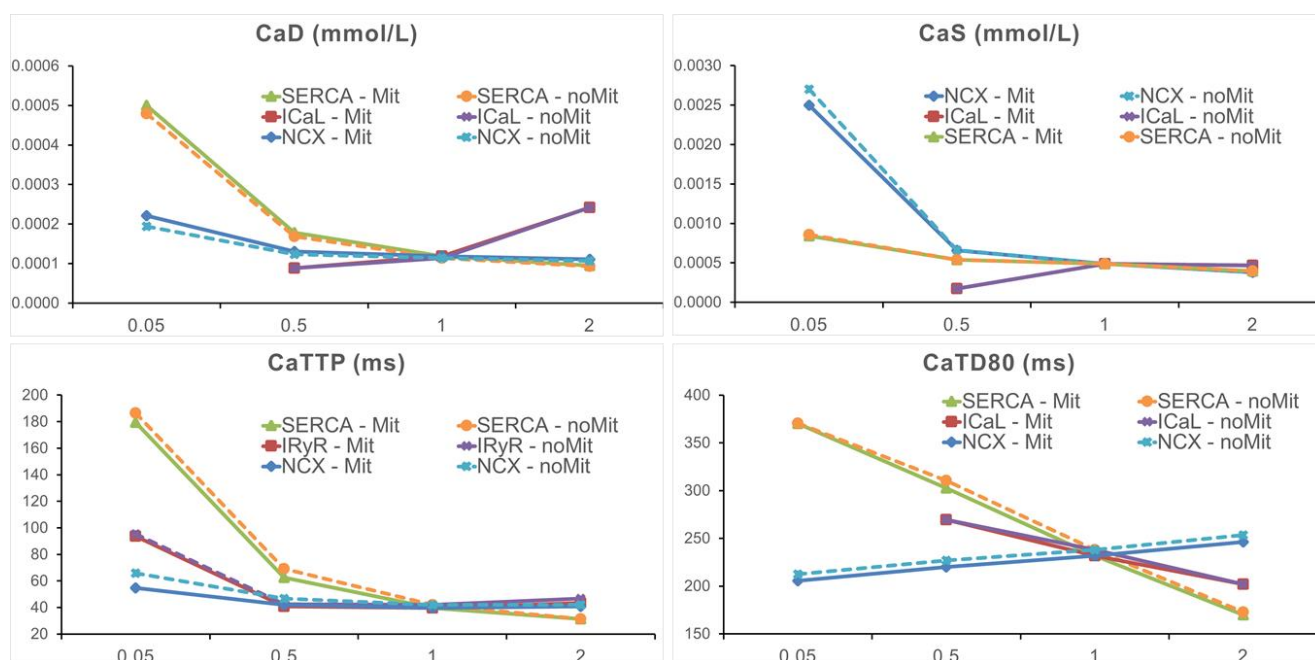 CaD (mmol/L)
0.0006
0.0005
0.0004
0.0003
0.0002
0.0001
0.0000
SERCA - Mit SERCA - noMit
ICaL - Mit ICaL - noMit
NCX - Mit NCX - noMit
0.05 0.5 1 2
CaS (mmol/L)
0.0030
0.0025
0.0020
0.0015
0.0010
0.0005
0.0000
NCX - Mit NCX - noMit
ICaL - Mit ICaL - noMit
SERCA - Mit SERCA - noMit
0.05 0.5 1 2
CaTTP (ms)
200
180
160
140
120
100
80
60
40
20
SERCA - Mit SERCA - noMit
IRyR - Mit IRyR - noMit
NCX - Mit NCX - noMit
0.05 0.5 1 2
CaTD80 (ms)
400
350
300
250
200
150
SERCA - Mit SERCA - noMit
ICaL - Mit ICaL - noMit
NCX - Mit NCX - noMit
0.05 0.5 1 2